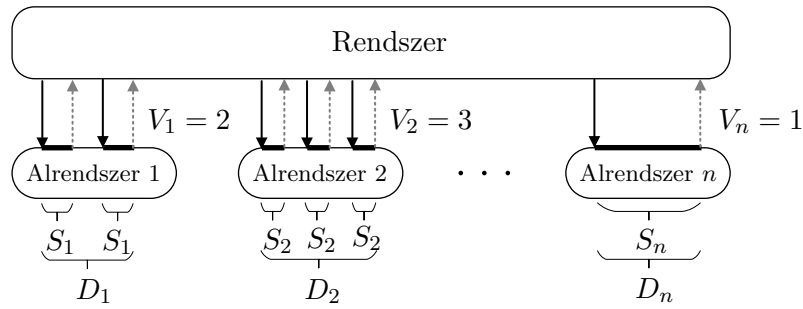 Rendszer
V₁ = 2
V₂ = 3
Vₙ = 1
Alrendszer 1
Alrendszer 2
· · ·
Alrendszer n
S₁ S₁
S₂ S₂ S₂
Sₙ
D₁
D₂
Dₙ